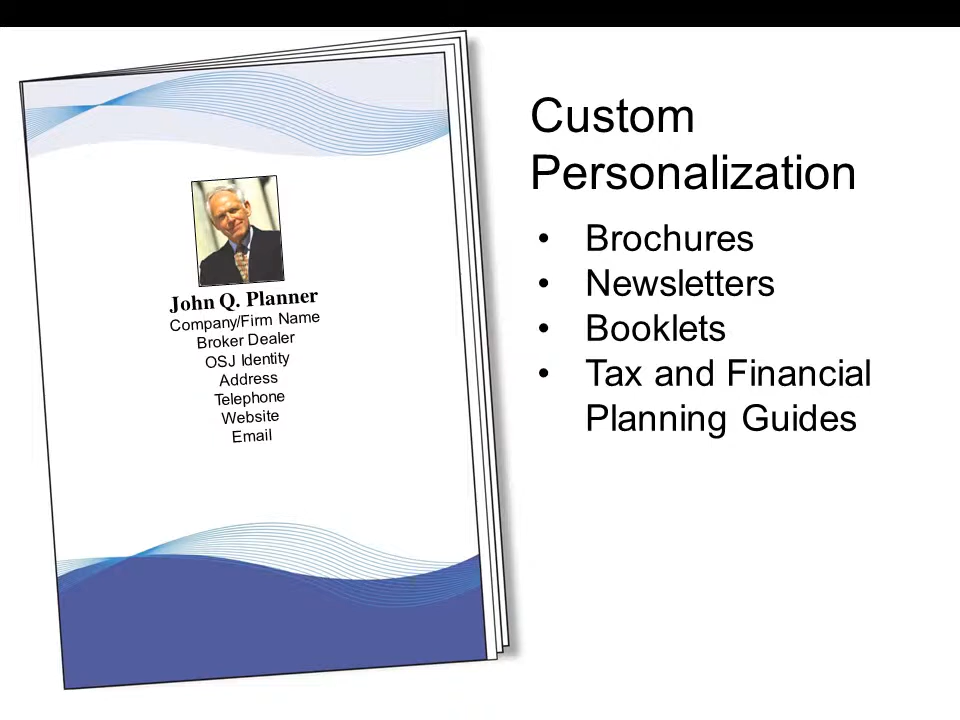 Custom
Personalization
• Brochures
• Newsletters
• Booklets
• Tax and Financial
Planning Guides
John Q. Planner
Company/Firm Name
Broker Dealer
OSJ Identity
Address
Telephone
Website
Email